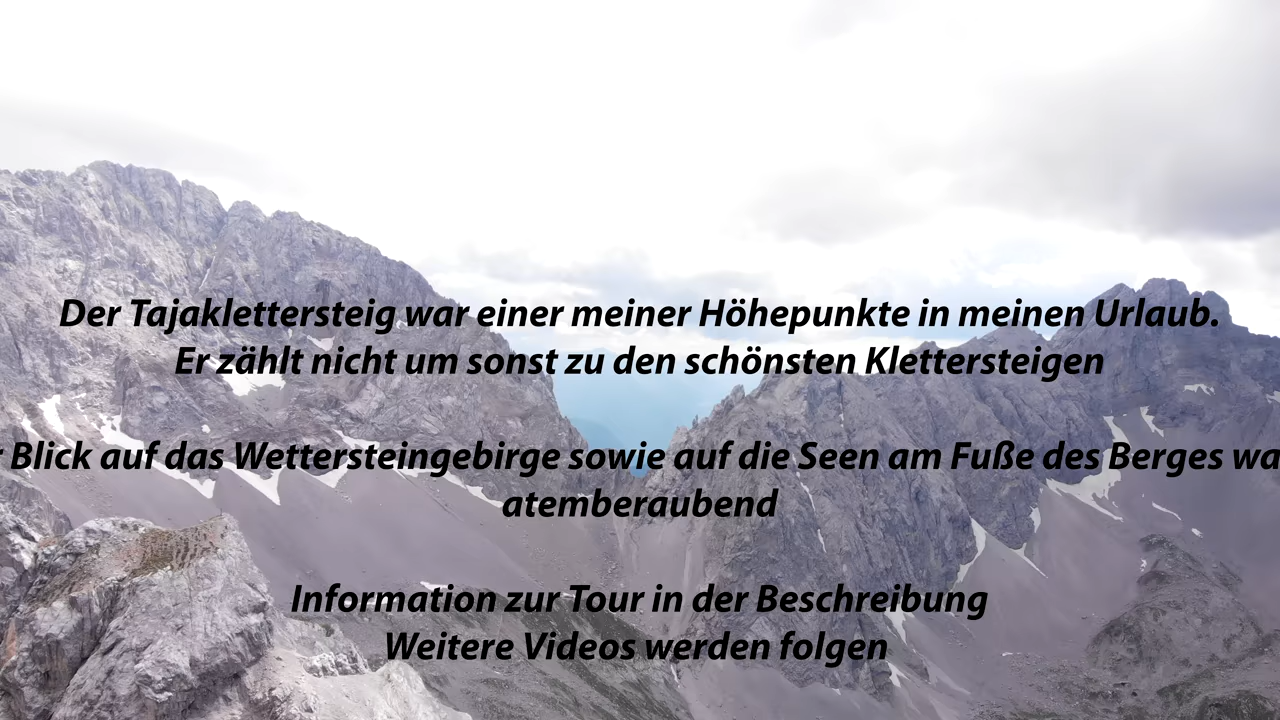 Der Tajaklettersteig war einer meiner Höhepunkte in meinen Urlaub.
Er zählt nicht um sonst zu den schönsten Klettersteigen
Blick auf das Wettersteingebirge sowie auf die Seen am Fuße des Berges wa
atemberaubend
Information zur Tour in der Beschreibung
Weitere Videos werden folgen